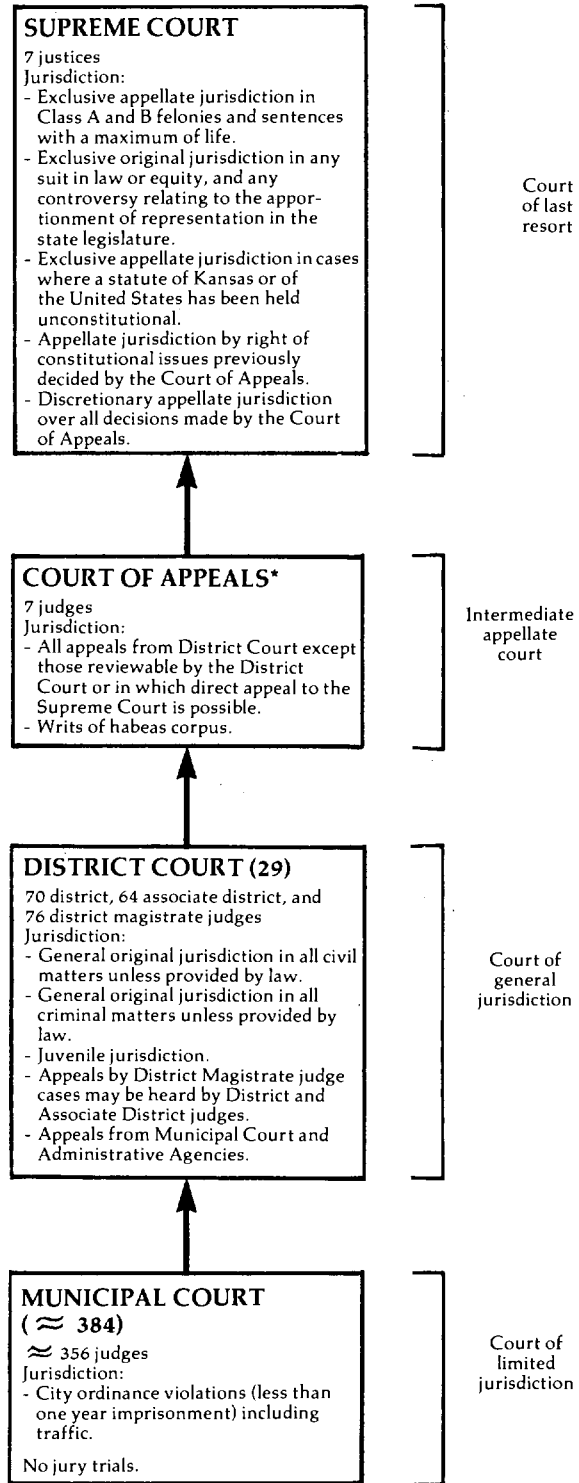 SUPREME COURT
7 justices
Jurisdiction:
- Exclusive appellate jurisdiction in
Class A and B felonies and sentences
with a maximum of life.
- Exclusive original jurisdiction in any
suit in law or equity, and any
controversy relating to the appor-
tionment of representation in the
state legislature.
- Exclusive appellate jurisdiction in cases
where a statute of Kansas or of
the United States has been held
unconstitutional.
- Appellate jurisdiction by right of
constitutional issues previously
decided by the Court of Appeals.
- Discretionary appellate jurisdiction
over all decisions made by the Court
of Appeals.
Court
of last
resort
COURT OF APPEALS*
7 judges
Jurisdiction:
- All appeals from District Court except
those reviewable by the District
Court or in which direct appeal to the
Supreme Court is possible.
- Writs of habeas corpus.
Intermediate
appellate
court
DISTRICT COURT (29)
70 district, 64 associate district, and
76 district magistrate judges
Jurisdiction:
- General original jurisdiction in all civil
matters unless provided by law.
- General original jurisdiction in all
criminal matters unless provided by
law.
- Juvenile jurisdiction.
- Appeals by District Magistrate judge
cases may be heard by District and
Associate District judges.
- Appeals from Municipal Court and
Administrative Agencies.
Court of
general
jurisdiction
MUNICIPAL COURT
(≈ 384)
≈ 356 judges
Jurisdiction:
- City ordinance violations (less than
one year imprisonment) including
traffic.
No jury trials.
Court of
limited
jurisdiction